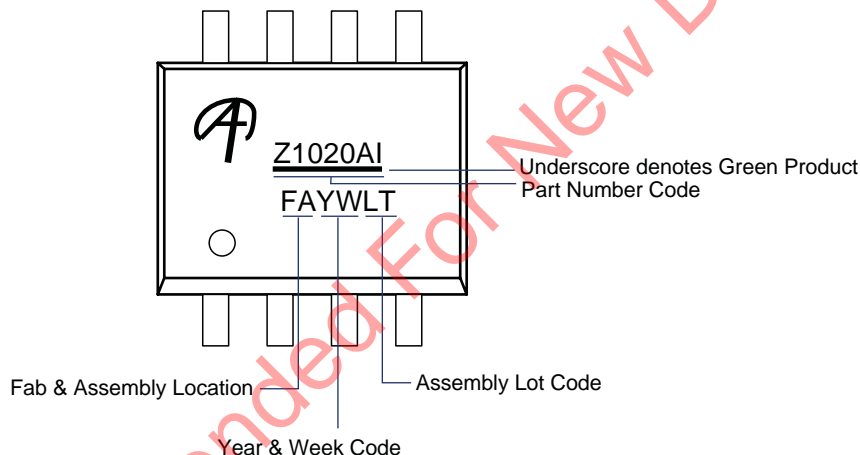 Z1020AI
Underscore denotes Green Product
Part Number Code
FAYWLT
Fab & Assembly Location
Assembly Lot Code
Year & Week Code
ended For New D